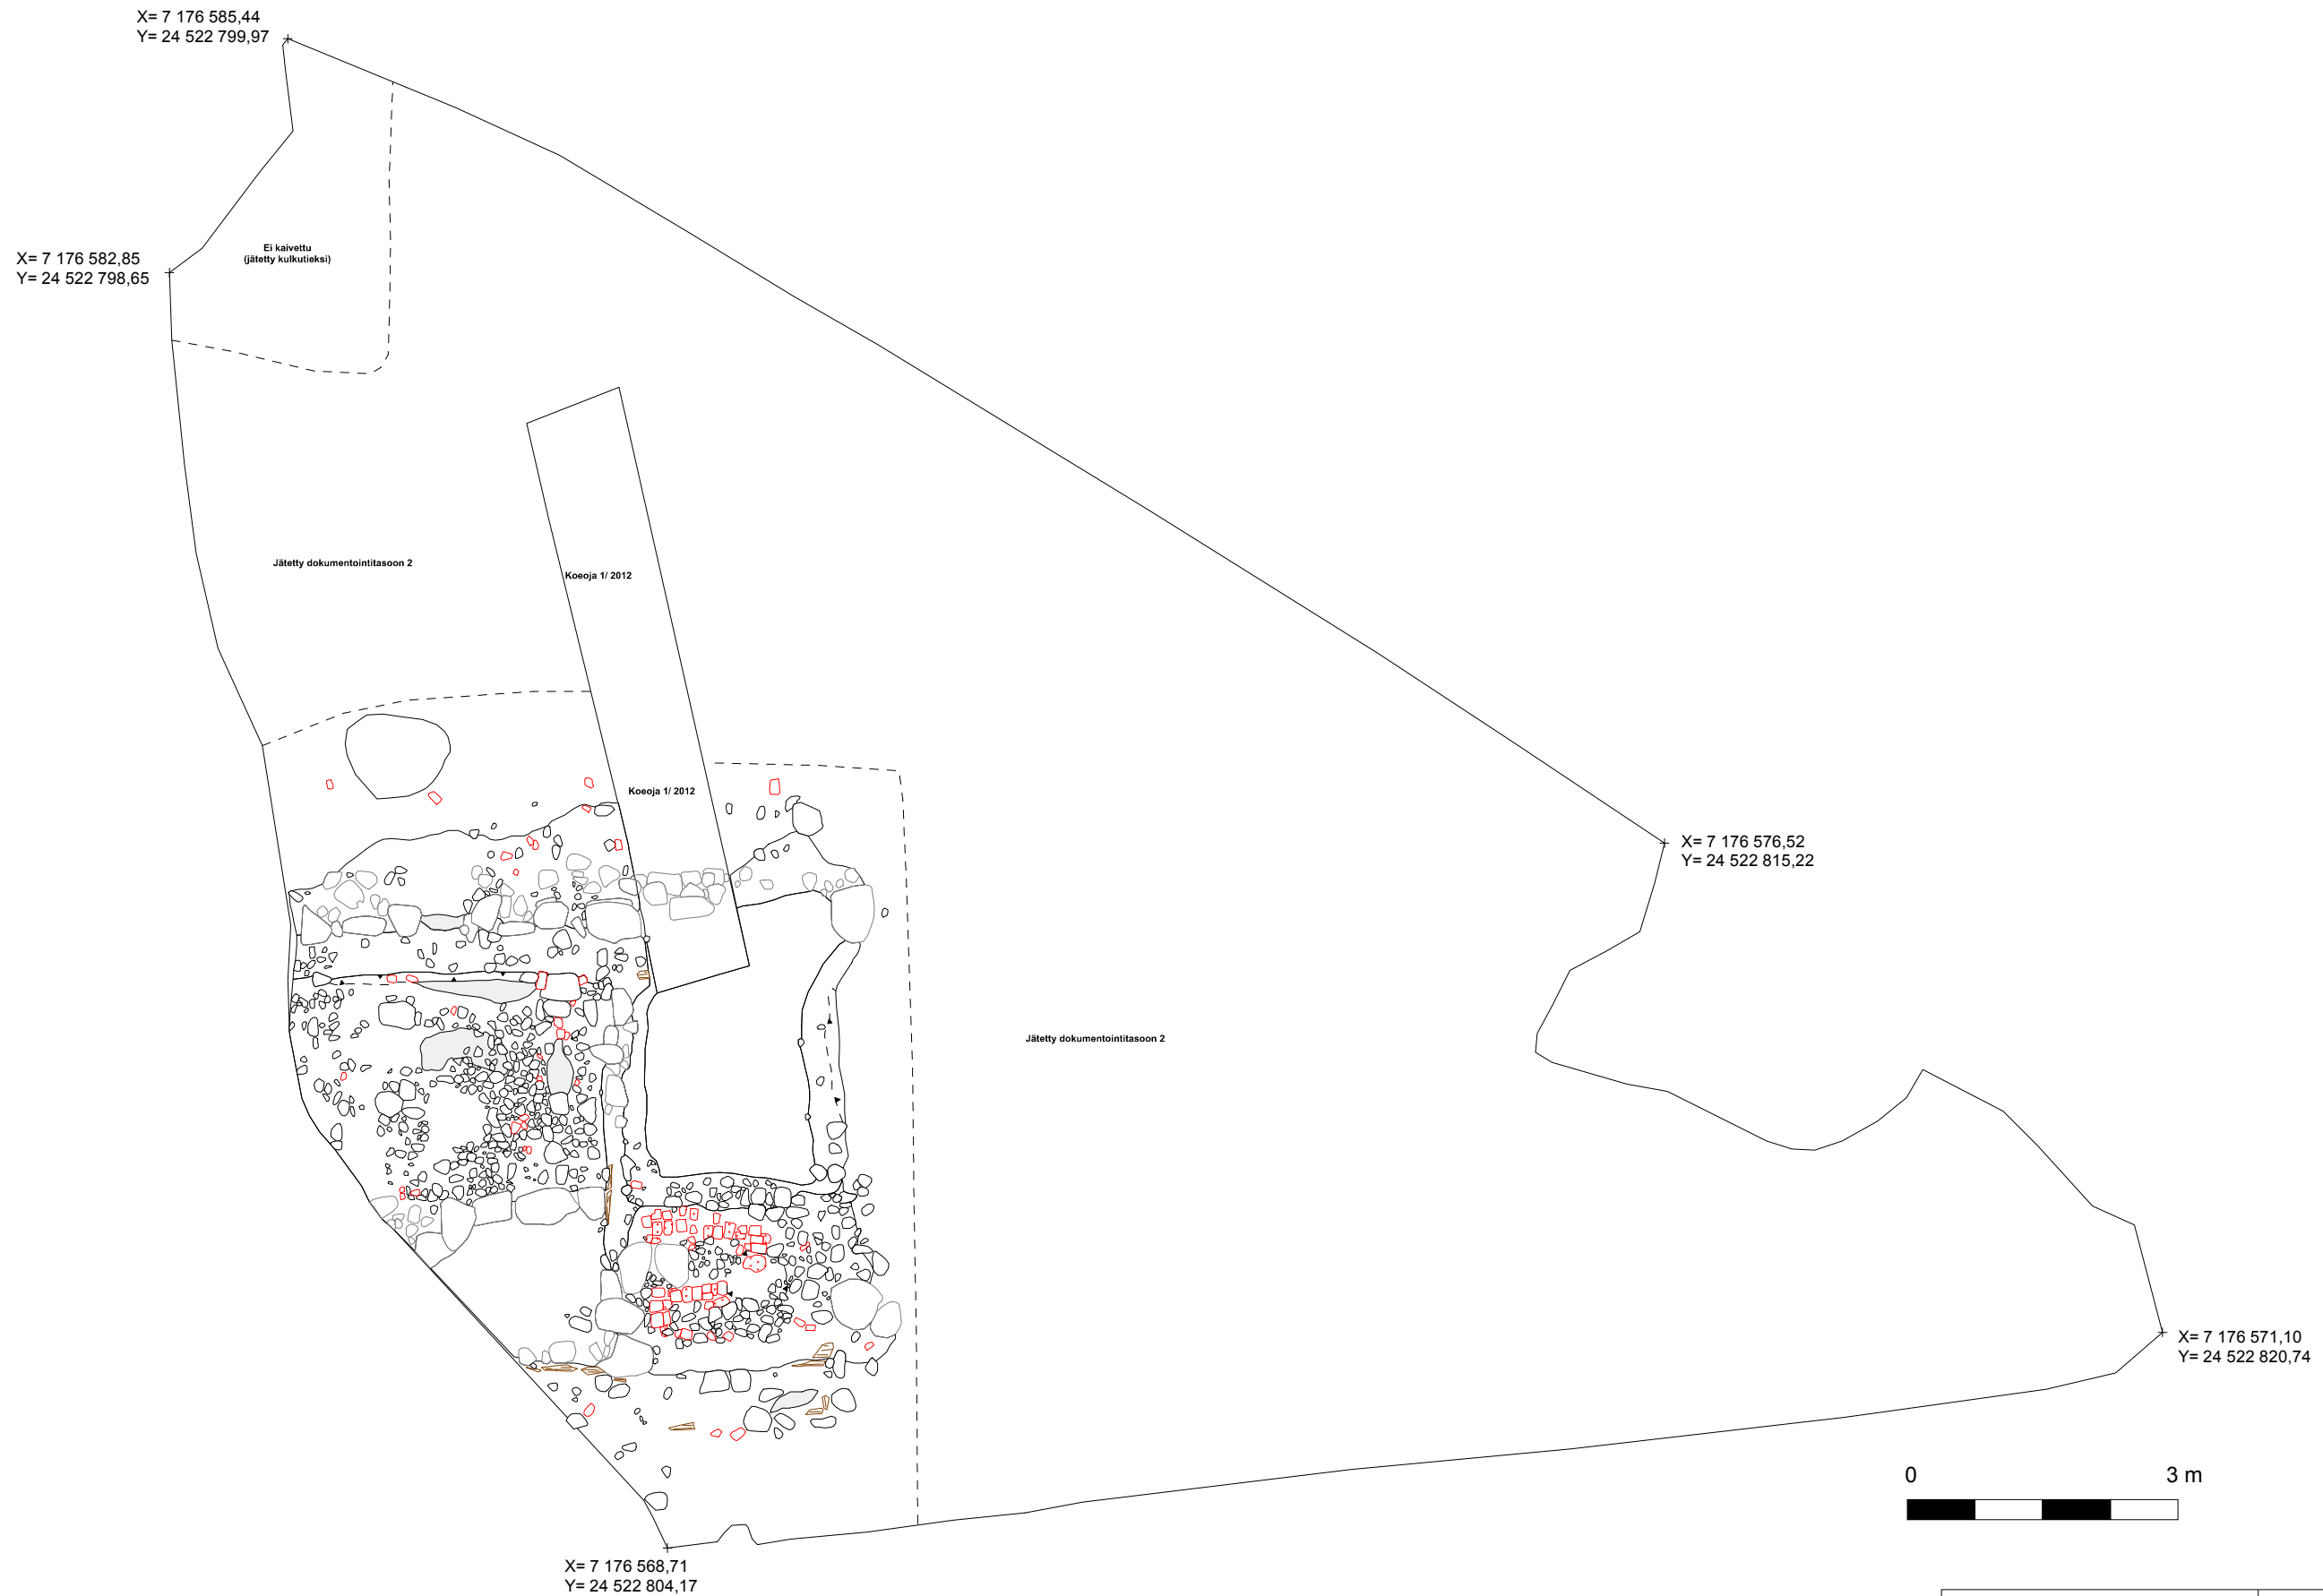 X= 7 176 585,44
Y= 24 522 799,97
X= 7 176 582,85
Y= 24 522 798,65
Ei kaivettu
(jätetty kulkutieksi)
Jätetty dokumentointitasoon 2
Koeoja 1/ 2012
Koeoja 1/ 2012
X= 7 176 576,52
Y= 24 522 815,22
Jätetty dokumentointitasoon 2
X= 7 176 571,10
Y= 24 522 820,74
0 3 m
X= 7 176 568,71
Y= 24 522 804,17